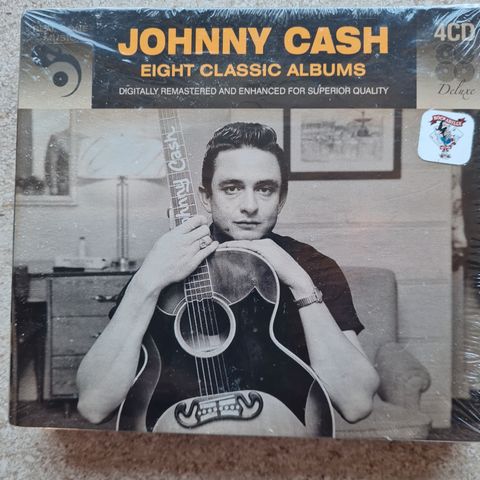 JOHNNY CASH
4CD
EIGHT CLASSIC ALBUMS
DIGITALLY REMASTERED AND ENHANCED FOR SUPERIOR QUALITY
Deluxe
Johnny Cash